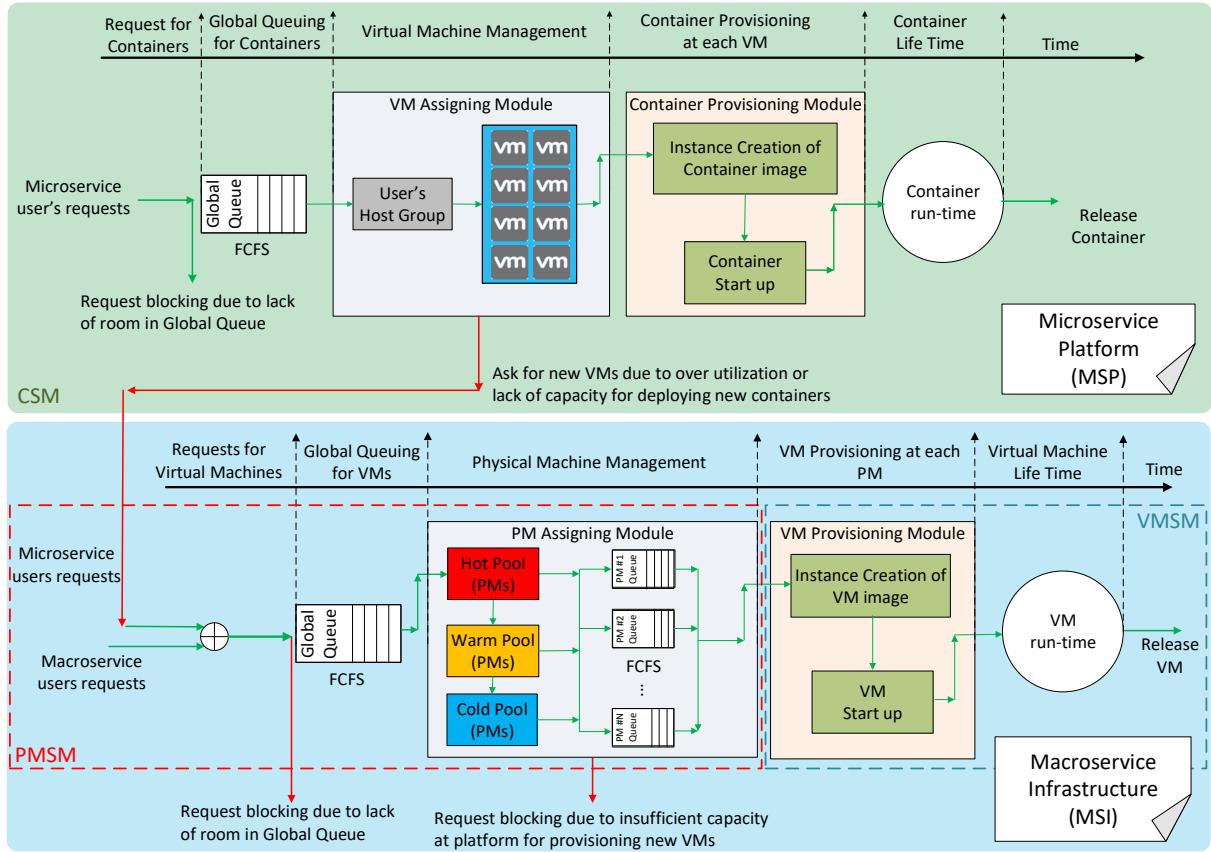 Request for
Containers
Global Queuing
for Containers
Virtual Machine Management
Container Provisioning
at each VM
Container
Life Time
Time
VM Assigning Module
Container Provisioning Module
vm vm
vm vm
vm vm
vm vm
Microservice
user's requests
Global
Queue
FCFS
User's
Host Group
Instance Creation of
Container image
Container
Start up
Container
run-time
Release
Container
Request blocking due to lack
of room in Global Queue
Microservice
Platform
(MSP)
Ask for new VMs due to over utilization or
lack of capacity for deploying new containers
CSM
Requests for
Virtual Machines
Global Queuing
for VMs
Physical Machine Management
VM Provisioning at each
PM
Virtual Machine
Life Time
Time
VMSM
PM Assigning Module
VM Provisioning Module
Microservice
users requests
Macroservice
users requests
Global
Queue
FCFS
Hot Pool
(PMs)
Warm Pool
(PMs)
Cold Pool
(PMs)
PM #1
Queue
PM #2
Queue
FCFS
...
PM #N
Queue
Instance Creation of
VM image
VM
Start up
VM
run-time
Release
VM
PMSM
Request blocking due to lack
of room in Global Queue
Request blocking due to insufficient capacity
at platform for provisioning new VMs
Macroservice
Infrastructure
(MSI)